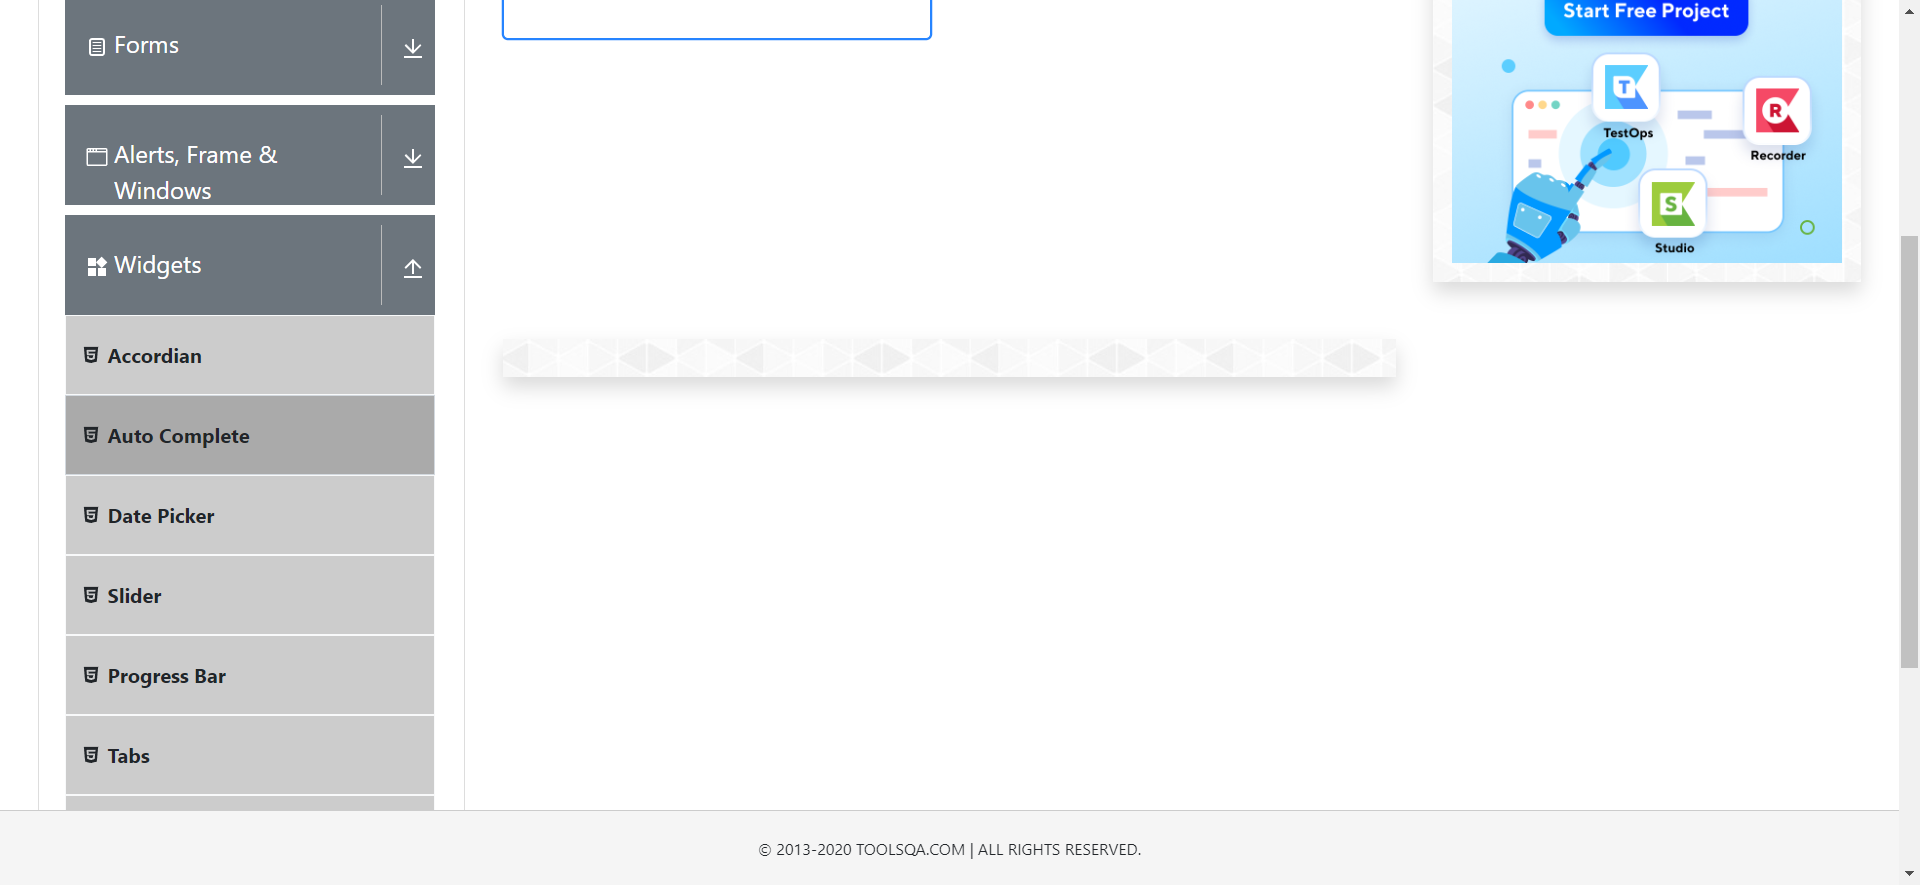 Forms
Alerts, Frame &
Windows
Widgets
Accordian
Auto Complete
Date Picker
Slider
Progress Bar
Tabs
Start Free Project
T
TestOps
R
Recorder
S
Studio
© 2013-2020 TOOLSQA.COM | ALL RIGHTS RESERVED.